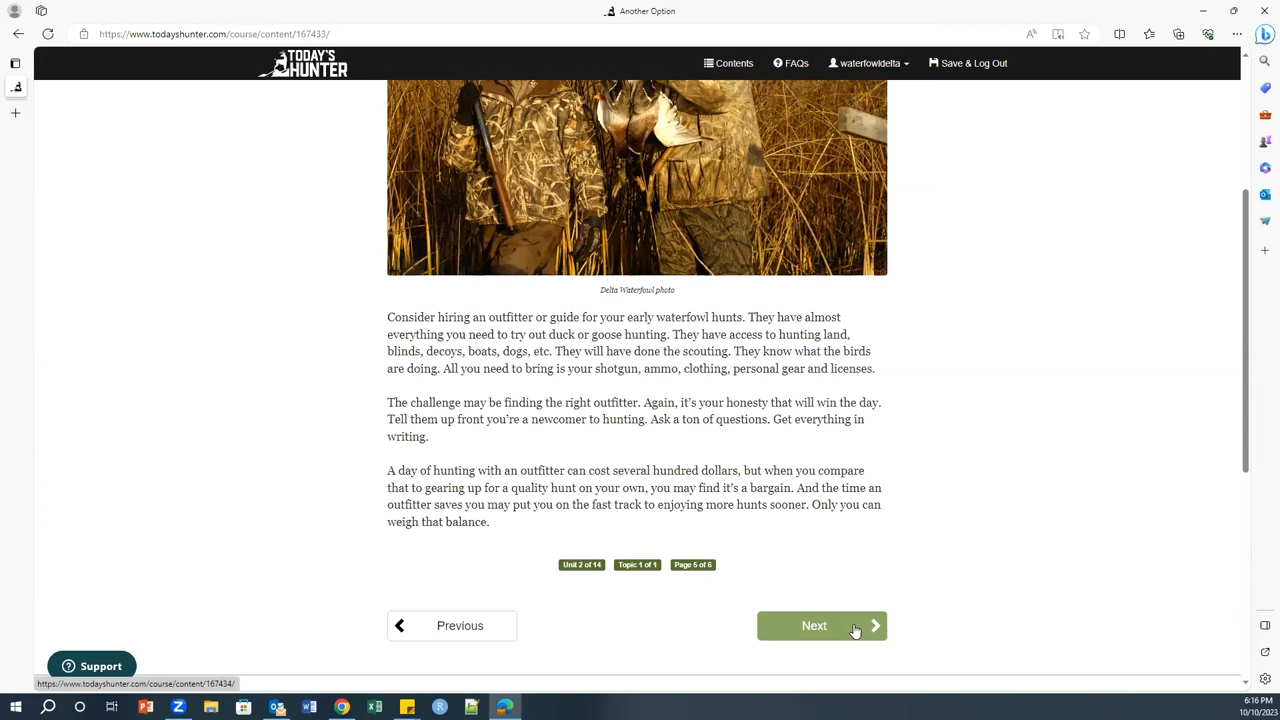 Another Option
https://www.todayshunter.com/course/content/167433/
TODAY'S
HUNTER
Contents
FAQs
waterfowldelta
Save & Log Out
Delta Waterfowl photo
Consider hiring an outfitter or guide for your early waterfowl hunts. They have almost
everything you need to try out duck or goose hunting. They have access to hunting land,
blinds, decoys, boats, dogs, etc. They will have done the scouting. They know what the birds
are doing. All you need to bring is your shotgun, ammo, clothing, personal gear and licenses.
The challenge may be finding the right outfitter. Again, it's your honesty that will win the day.
Tell them up front you're a newcomer to hunting. Ask a ton of questions. Get everything in
writing.
A day of hunting with an outfitter can cost several hundred dollars, but when you compare
that to gearing up for a quality hunt on your own, you may find it's a bargain. And the time an
outfitter saves you may put you on the fast track to enjoying more hunts sooner. Only you can
weigh that balance.
Unit 2 of 14
Topic 1 of 1
Page 5 of 6
Previous
Next
Support
https://www.todayshunter.com/course/content/167434/
6:16 PM
10/10/2023